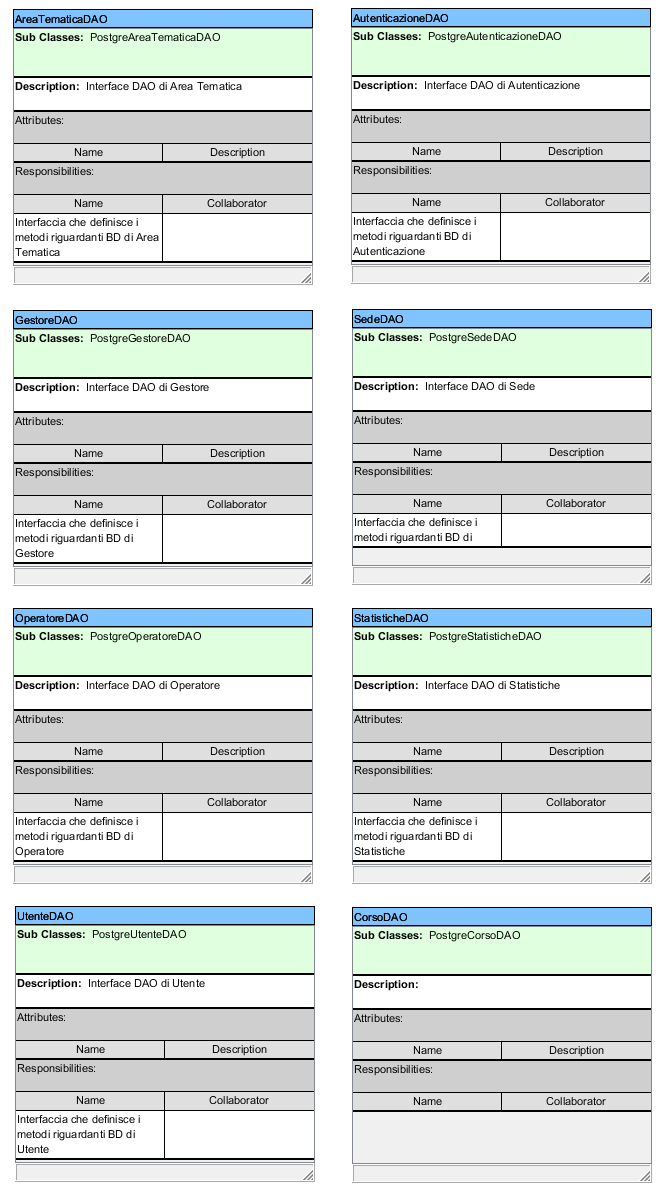 AreaTematicaDAO
Sub Classes: PostgreAreaTematicaDAO
Description: Interface DAO di Area Tematica
Attributes:
Name Description
Responsibilities:
Name Collaborator
Interfaccia che definisce i
metodi riguardanti BD di Area
Tematica
AutenticazioneDAO
Sub Classes: PostgreAutenticazioneDAO
Description: Interface DAO di Autenticazione
Attributes:
Name Description
Responsibilities:
Name Collaborator
Interfaccia che definisce i
metodi riguardanti BD di
Autenticazione
GestoreDAO
Sub Classes: PostgreGestoreDAO
Description: Interface DAO di Gestore
Attributes:
Name Description
Responsibilities:
Name Collaborator
Interfaccia che definisce i
metodi riguardanti BD di
Gestore
SedeDAO
Sub Classes: PostgreSedeDAO
Description: Interface DAO di Sede
Attributes:
Name Description
Responsibilities:
Name Collaborator
Interfaccia che definisce i
metodi riguardanti BD di
OperatoreDAO
Sub Classes: PostgreOperatoreDAO
Description: Interface DAO di Operatore
Attributes:
Name Description
Responsibilities:
Name Collaborator
Interfaccia che definisce i
metodi riguardanti BD di
Operatore
StatisticheDAO
Sub Classes: PostgreStatisticheDAO
Description: Interface DAO di Statistiche
Attributes:
Name Description
Responsibilities:
Name Collaborator
Interfaccia che definisce i
metodi riguardanti BD di
Statistiche
UtenteDAO
Sub Classes: PostgreUtenteDAO
Description: Interface DAO di Utente
Attributes:
Name Description
Responsibilities:
Name Collaborator
Interfaccia che definisce i
metodi riguardanti BD di
Utente
CorsoDAO
Sub Classes: PostgreCorsoDAO
Description:
Attributes:
Name Description
Responsibilities:
Name Collaborator